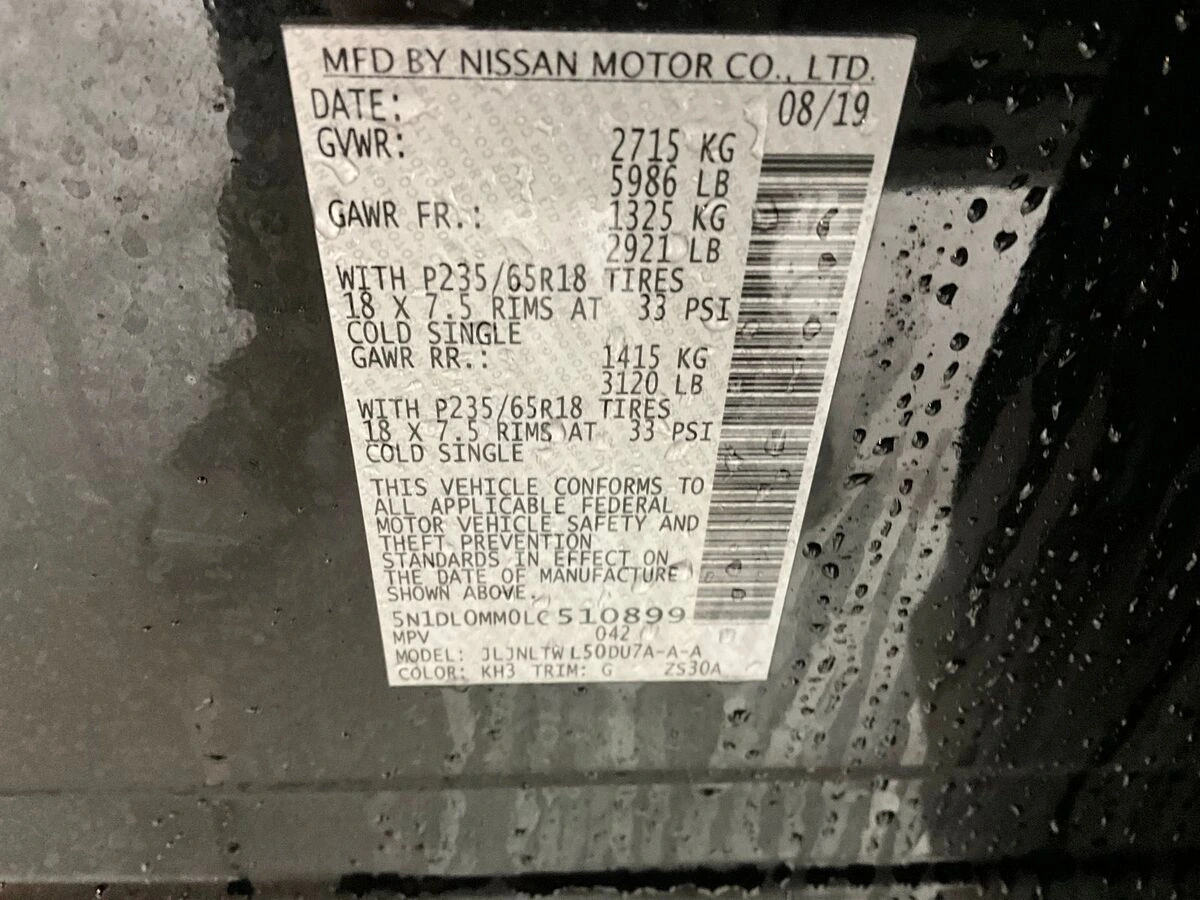 MFD BY NISSAN MOTOR CO., LTD.
DATE: 08/19
GVWR: 2715 KG
5986 LB
GAWR FR.: 1325 KG
2921 LB
WITH P235/65R18 TIRES
18 X 7.5 RIMS AT 33 PSI
COLD SINGLE
GAWR RR.: 1415 KG
3120 LB
WITH P235/65R18 TIRES
18 X 7.5 RIMS AT 33 PSI
COLD SINGLE
THIS VEHICLE CONFORMS TO
ALL APPLICABLE FEDERAL
MOTOR VEHICLE SAFETY AND
THEFT PREVENTION
STANDARDS IN EFFECT ON
THE DATE OF MANUFACTURE
SHOWN ABOVE.
5N1DL0MM0LC510899
MPV 042
MODEL: JLJNLTWL50DU7A-A-A
COLOR: KH3 TRIM: G ZS30A